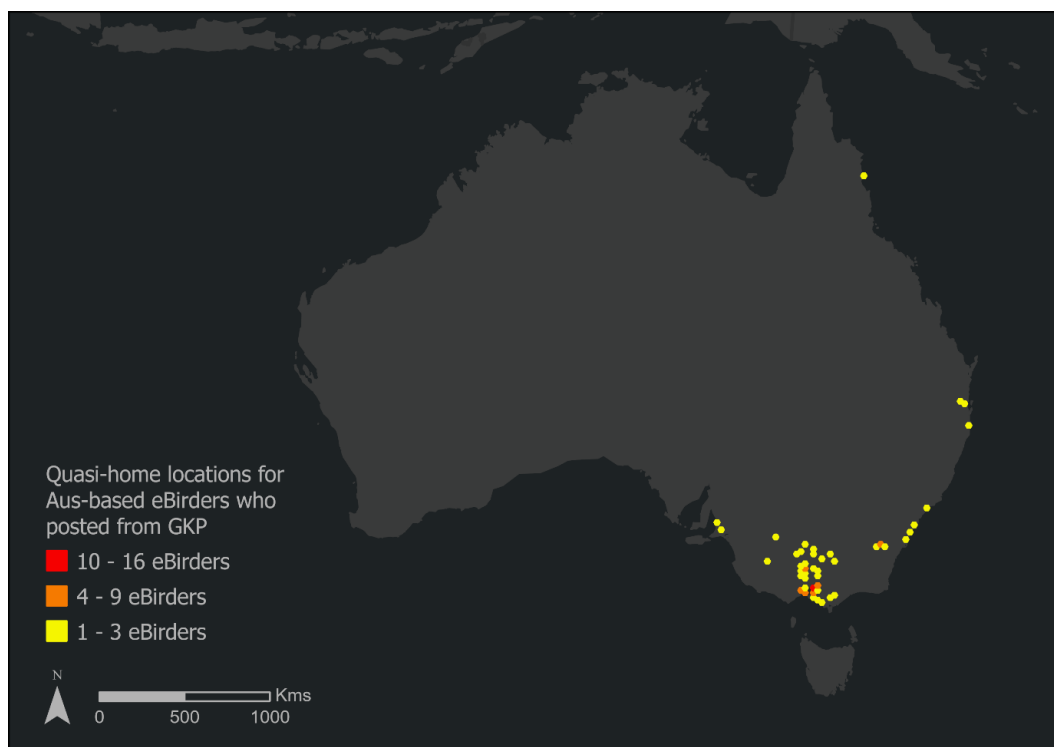 Quasi-home locations for
Aus-based eBirders who
posted from GKP
10 - 16 eBirders
4 - 9 eBirders
1 - 3 eBirders
N
Kms
0 500 1000